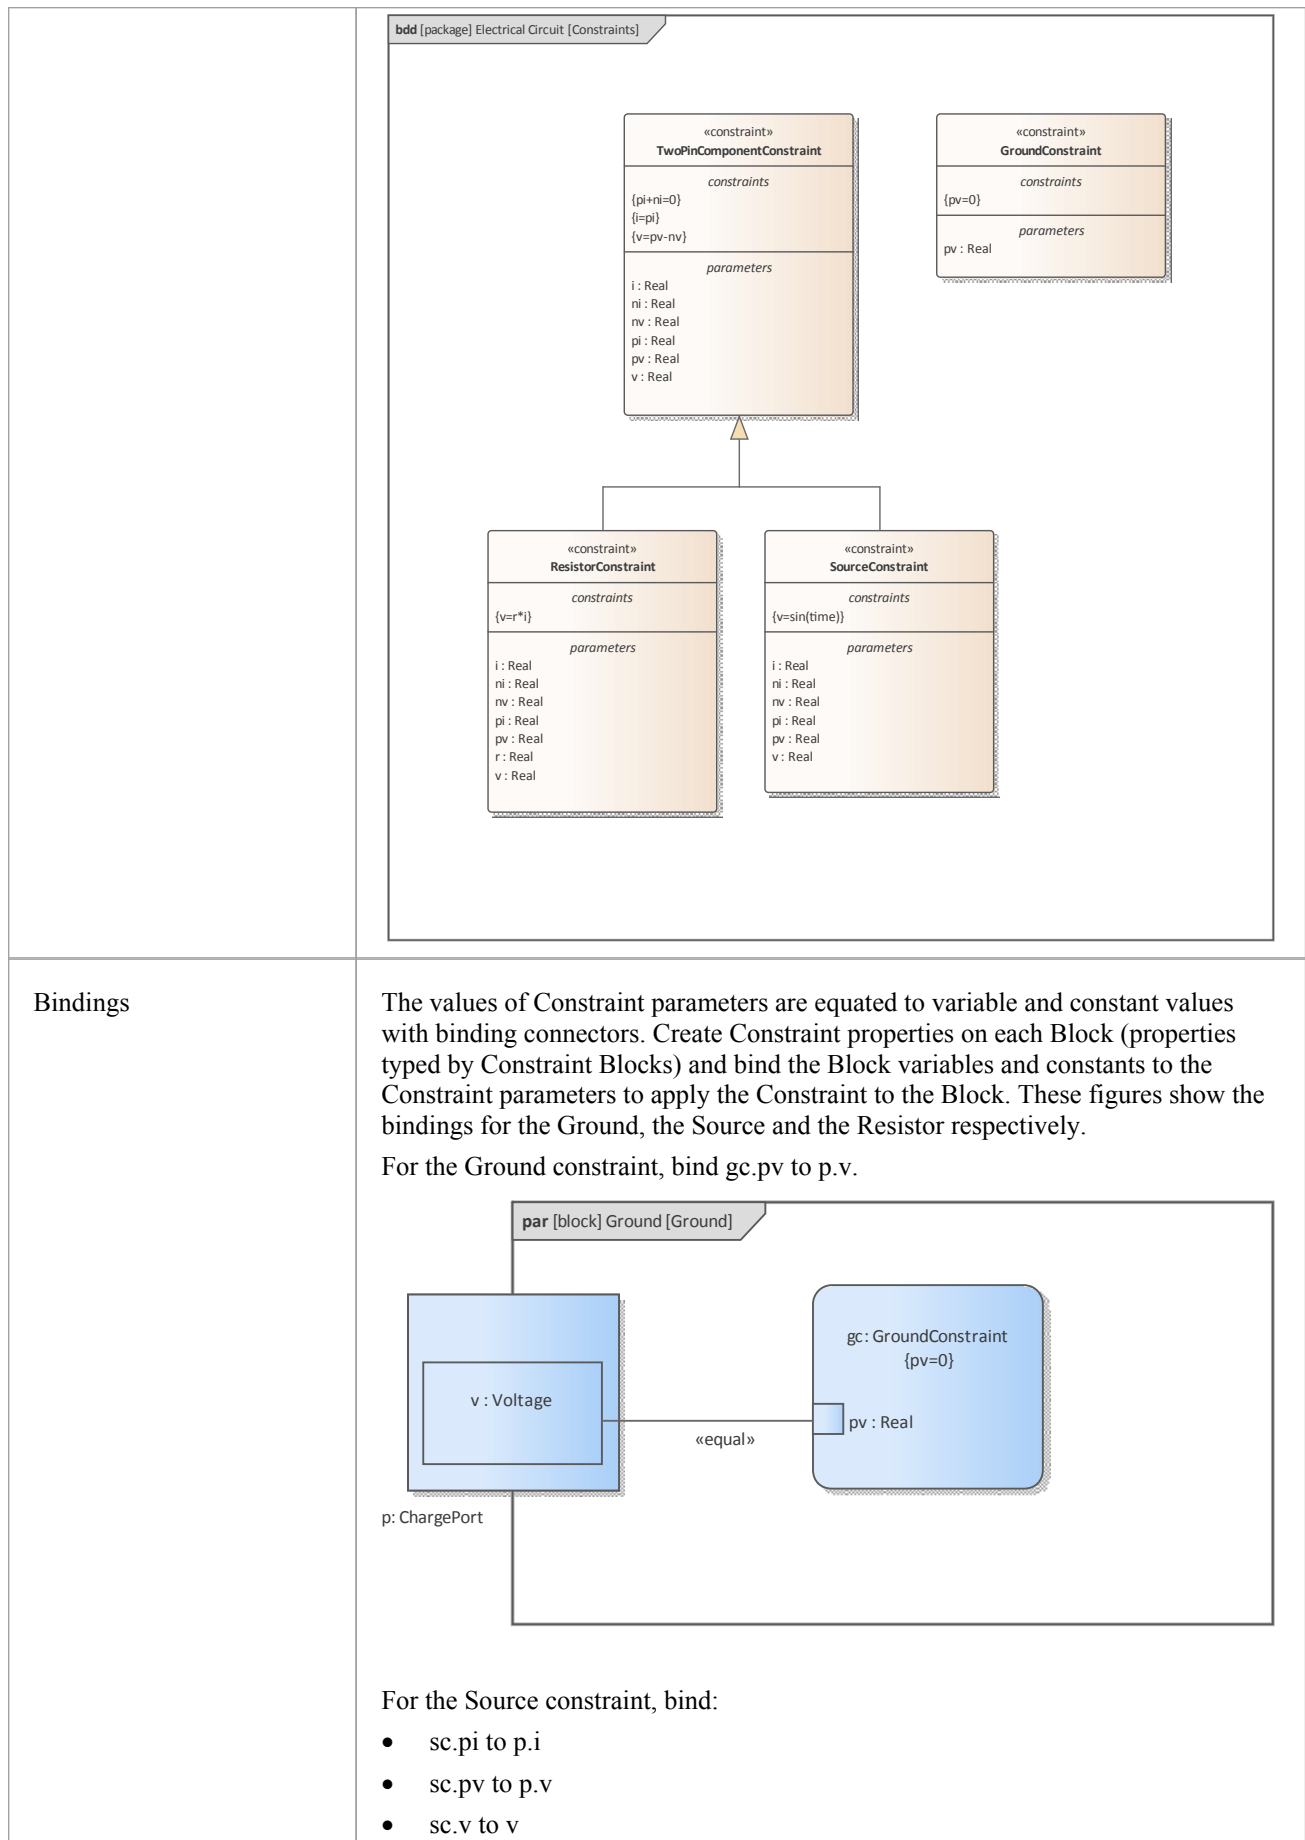 bdd [package] Electrical Circuit [Constraints]
«constraint»
TwoPinComponentConstraint
constraints
{pi+ni=0}
{i=pi}
{v=pv-nv}
parameters
i : Real
ni : Real
nv : Real
pi : Real
pv : Real
v : Real
«constraint»
GroundConstraint
constraints
{pv=0}
parameters
pv : Real
«constraint»
ResistorConstraint
constraints
{v=r*i}
parameters
i : Real
ni : Real
nv : Real
pi : Real
pv : Real
r : Real
v : Real
«constraint»
SourceConstraint
constraints
{v=sin(time)}
parameters
i : Real
ni : Real
nv : Real
pi : Real
pv : Real
v : Real
Bindings
The values of Constraint parameters are equated to variable and constant values
with binding connectors. Create Constraint properties on each Block (properties
typed by Constraint Blocks) and bind the Block variables and constants to the
Constraint parameters to apply the Constraint to the Block. These figures show the
bindings for the Ground, the Source and the Resistor respectively.
For the Ground constraint, bind gc.pv to p.v.
par [block] Ground [Ground]
v : Voltage
p: ChargePort
«equal»
gc: GroundConstraint
{pv=0}
pv : Real
For the Source constraint, bind:
• sc.pi to p.i
• sc.pv to p.v
• sc.v to v